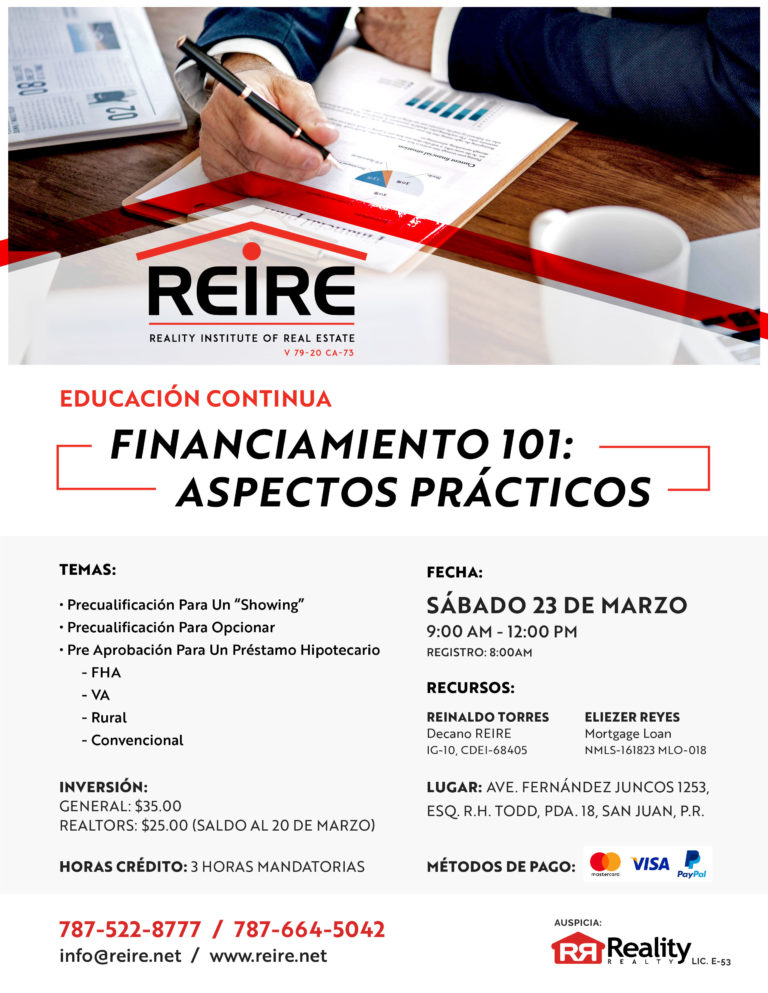 REIRE
REALITY INSTITUTE OF REAL ESTATE
V 79-20 CA-73
EDUCACIÓN CONTINUA
FINANCIAMIENTO 101:
ASPECTOS PRÁCTICOS
TEMAS:
• Precualificación Para Un “Showing”
• Precualificación Para Opcionar
• Pre Aprobación Para Un Préstamo Hipotecario
- FHA
- VA
- Rural
- Convencional
INVERSIÓN:
GENERAL: $35.00
REALTORS: $25.00 (SALDO AL 20 DE MARZO)
HORAS CRÉDITO: 3 HORAS MANDATORIAS
FECHA:
SÁBADO 23 DE MARZO
9:00 AM - 12:00 PM
REGISTRO: 8:00AM
RECURSOS:
REINALDO TORRES
Decano REIRE
IG-10, CDEI-68405
ELIEZER REYES
Mortgage Loan
NMLS-161823 MLO-018
LUGAR: AVE. FERNÁNDEZ JUNCOS 1253,
ESQ. R.H. TODD, PDA. 18, SAN JUAN, P.R.
MÉTODOS DE PAGO: mastercard VISA PayPal
787-522-8777 / 787-664-5042
info@reire.net / www.reire.net
AUSPICIA:
RR Reality
REALTY LIC. E-53